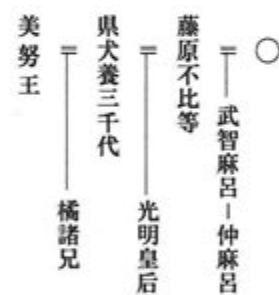 ○
武智麻呂－仲麻呂
藤原不比等
光明皇后
県犬養三千代
橘諸兄
美努王